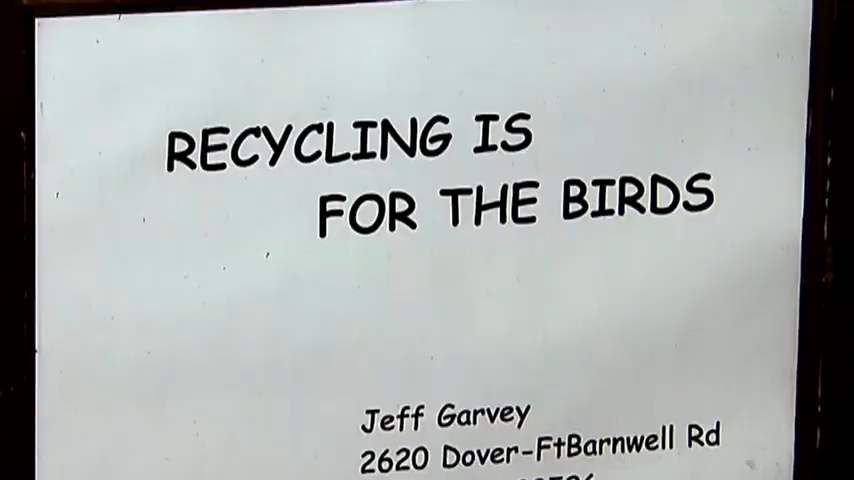 RECYCLING IS
FOR THE BIRDS
Jeff Garvey
2620 Dover-FtBarnwell Rd